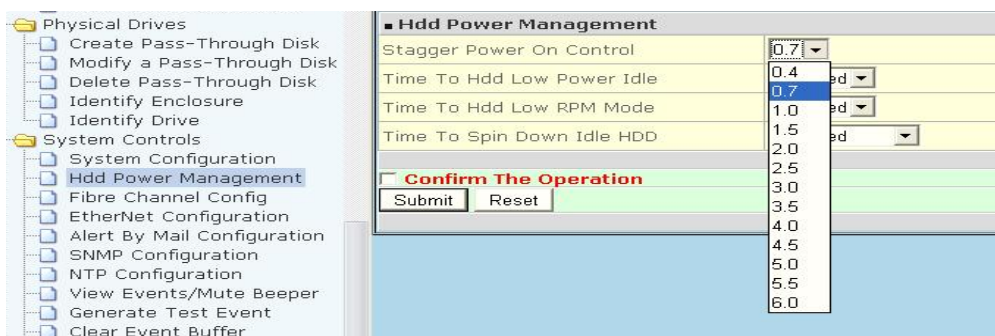 Physical Drives
Create Pass-Through Disk
Modify a Pass-Through Disk
Delete Pass-Through Disk
Identify Enclosure
Identify Drive
System Controls
System Configuration
Hdd Power Management
Fibre Channel Config
EtherNet Configuration
Alert By Mail Configuration
SNMP Configuration
NTP Configuration
View Events/Mute Beeper
Generate Test Event
Clear Event Buffer
Hdd Power Management
Stagger Power On Control 0.7
Time To Hdd Low Power Idle
Time To Hdd Low RPM Mode
Time To Spin Down Idle HDD
0.4
0.7
1.0
1.5
2.0
2.5
3.0
3.5
4.0
4.5
5.0
5.5
6.0
Confirm The Operation
Submit Reset